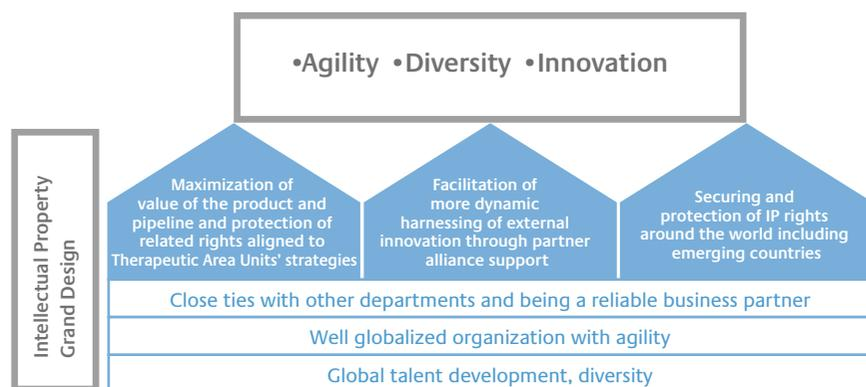 •Agility •Diversity •Innovation
Intellectual Property
Grand Design
Maximization of
value of the product and
pipeline and protection of
related rights aligned to
Therapeutic Area Units' strategies
Facilitation of
more dynamic
harnessing of external
innovation through partner
alliance support
Securing and
protection of IP rights
around the world including
emerging countries
Close ties with other departments and being a reliable business partner
Well globalized organization with agility
Global talent development, diversity